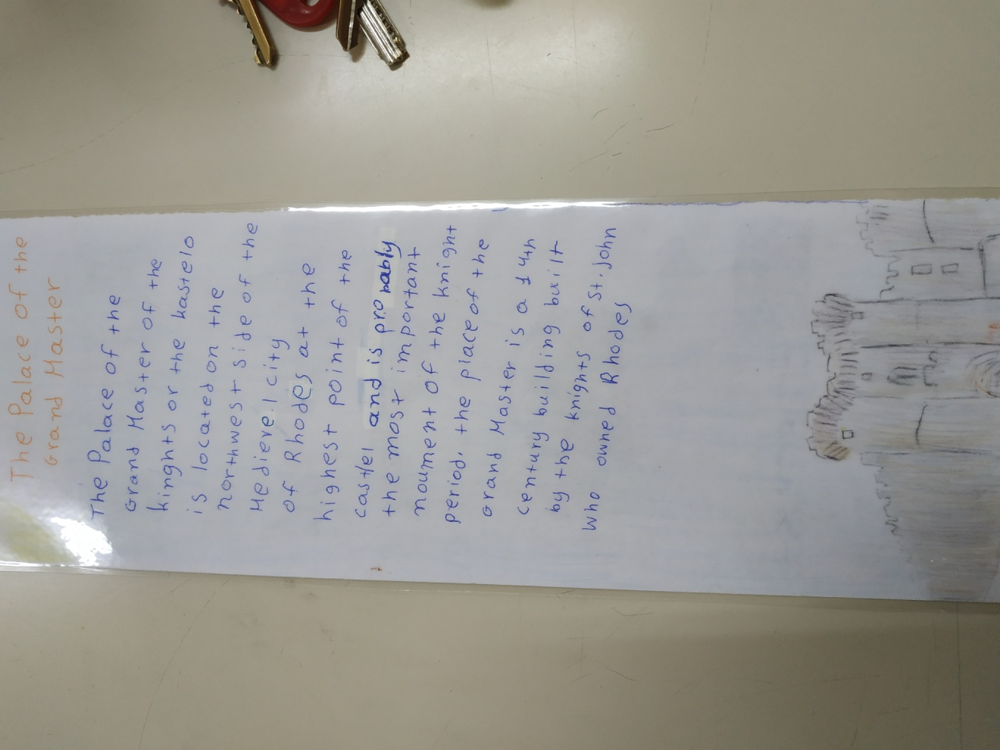 The Palace of the
Grand Master
The Palace of the
Grand Master of the
kinghts or the kastelo
is located on the
northwest side of the
Medievel city
of Rhodes at the
highest point of the
castlel and is probably
the most important
noument of the knight
period. the place of the
Grand Master is a 14th
century building built
by the knights of st. John
who owned Rhodes